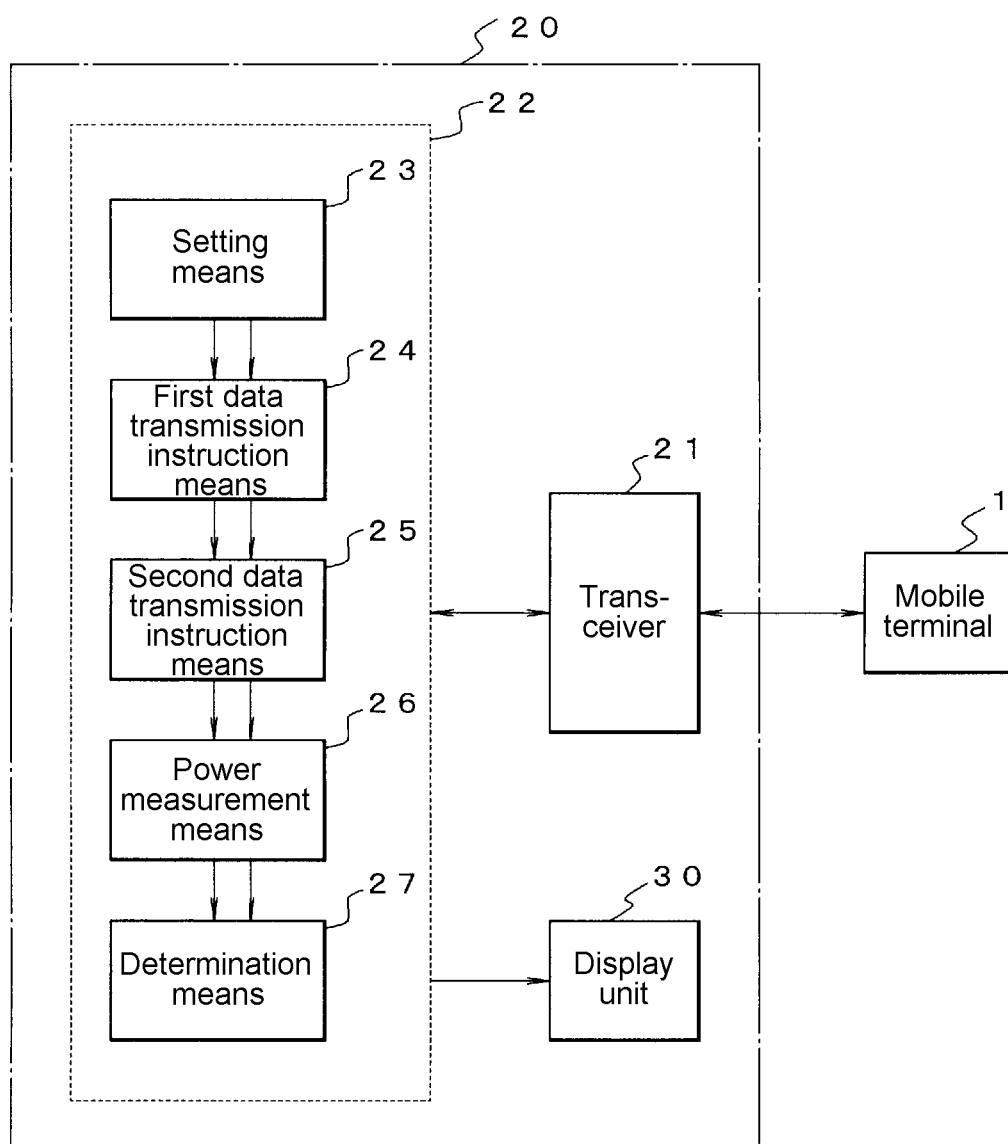 20
22
23
Setting
means
24
First data
transmission
instruction
means
25
Second data
transmission
instruction
means
21
Trans-
ceiver
1
Mobile
terminal
26
Power
measurement
means
27
Determination
means
30
Display
unit